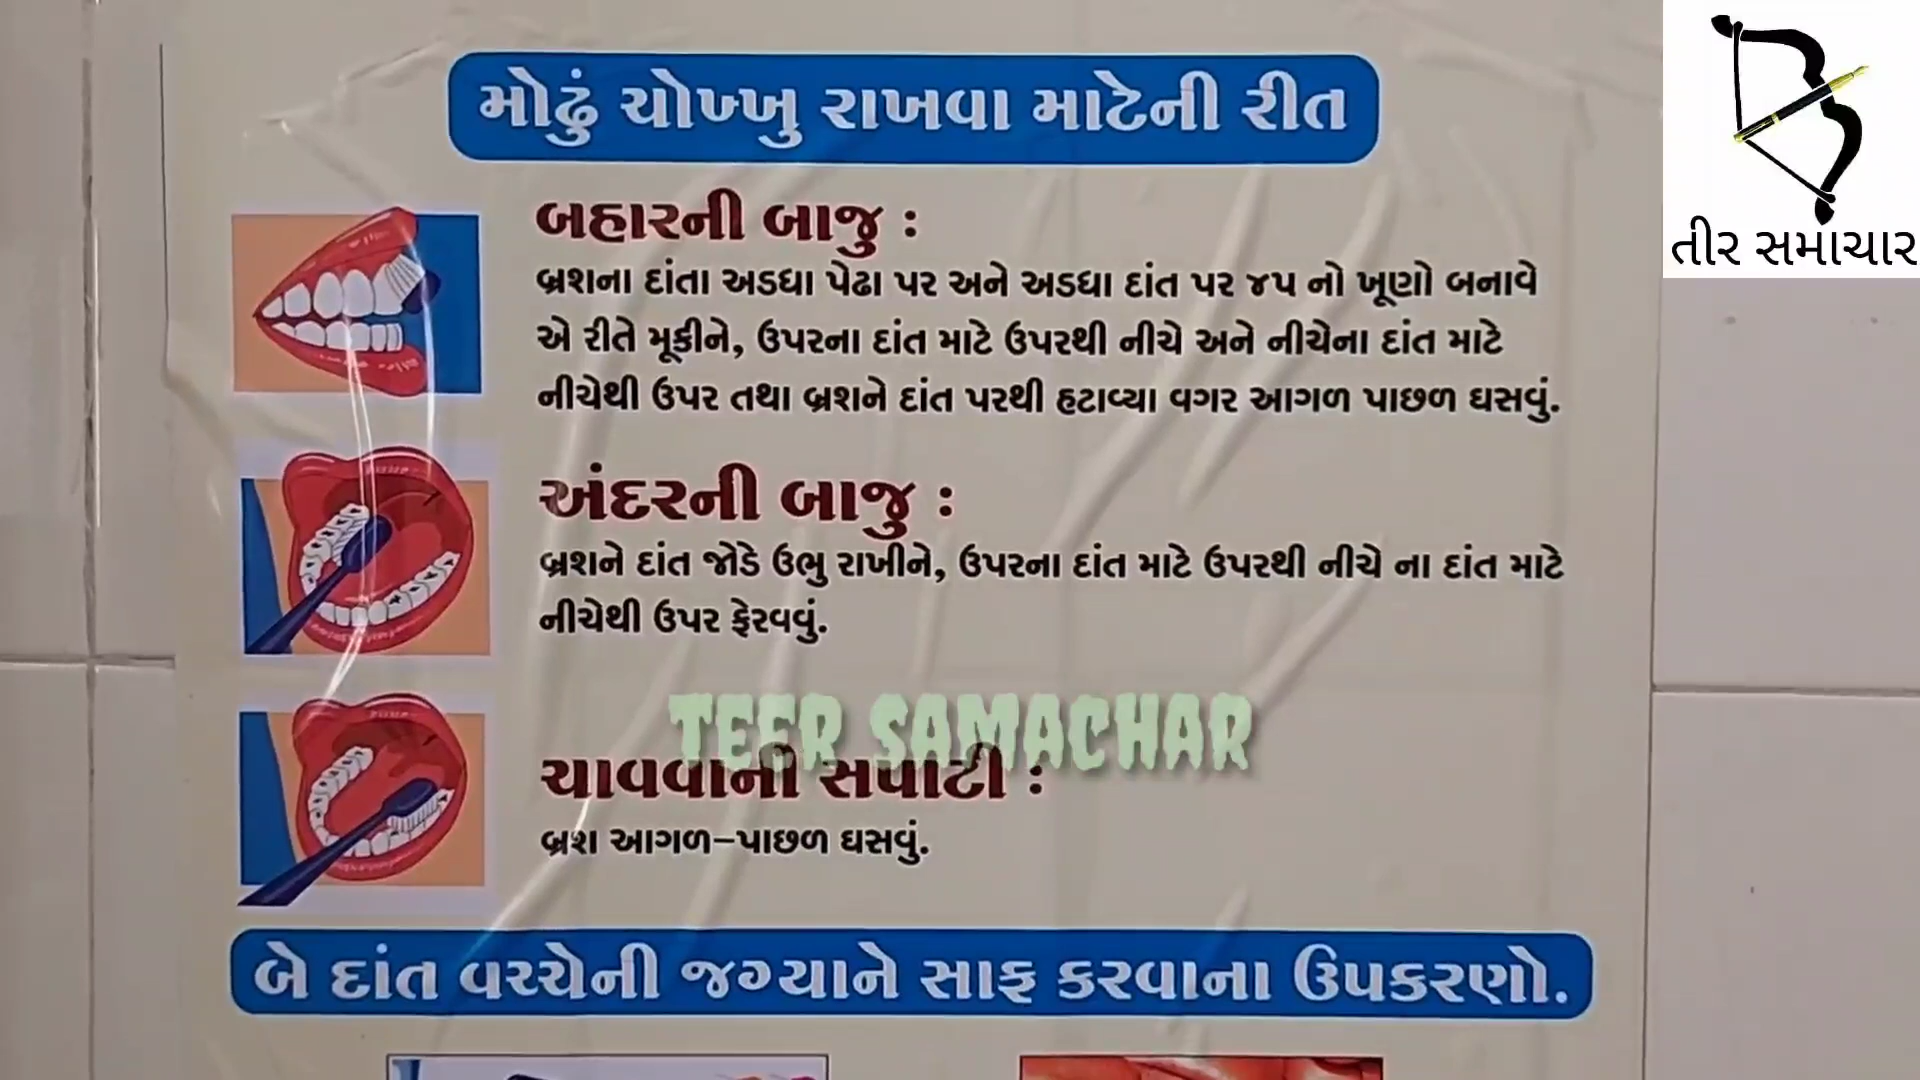 મોઢું ચોખ્ખુ રાખવા માટેની રીત
તીર સમાચાર
બહારની બાજુ :
બ્રશના દાંતા અડધા પેઢા પર અને અડધા દાંત પર ૪૫ નો ખૂણો બનાવે
એ રીતે મૂકીને, ઉપરના દાંત માટે ઉપરથી નીચે અને નીચેના દાંત માટે
નીચેથી ઉપર તથા બ્રશને દાંત પરથી હટાવ્યા વગર આગળ પાછળ ઘસવું.
અંદરની બાજુ :
બ્રશને દાંત જોડે ઉભુ રાખીને, ઉપરના દાંત માટે ઉપરથી નીચે ના દાંત માટે
નીચેથી ઉપર ફેરવવું.
TEER SAMACHAR
ચાવવાની સપાટી :
બ્રશ આગળ-પાછળ ઘસવું.
બે દાંત વચ્ચેની જગ્યાને સાફ કરવાના ઉપકરણો.